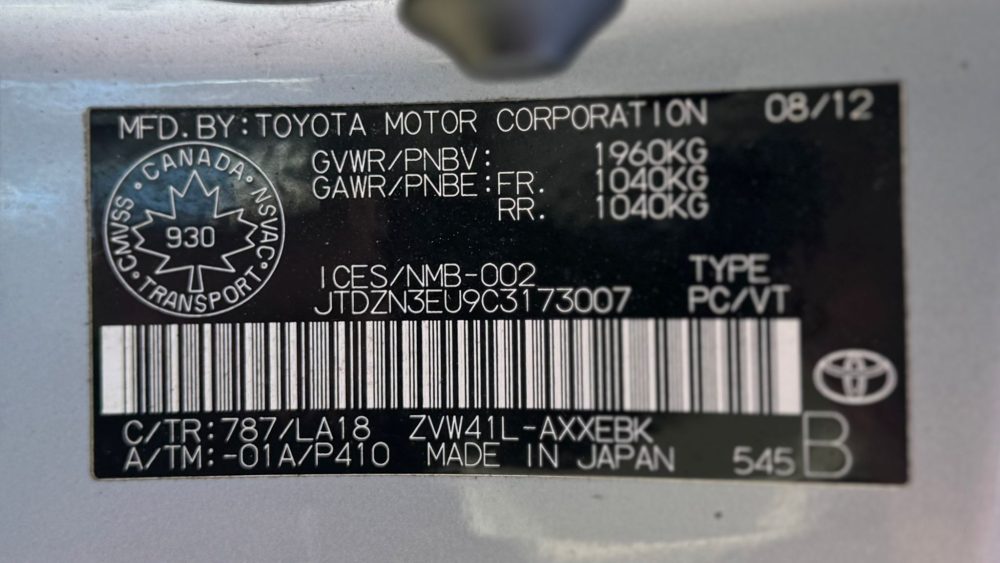 MFD.BY:TOYOTA MOTOR CORPORATION 08/12
GVWR/PNBV: 1960KG
GAWR/PNBE:FR. 1040KG
RR. 1040KG
CANADA
CMVSS NSVAC
930
TRANSPORT
ICES/NMB-002 TYPE
JTDZN3EU9C3173007 PC/VT
C/TR:787/LA18 ZVW41L-AXXEBK
A/TM:-01A/P410 MADE IN JAPAN 545 B